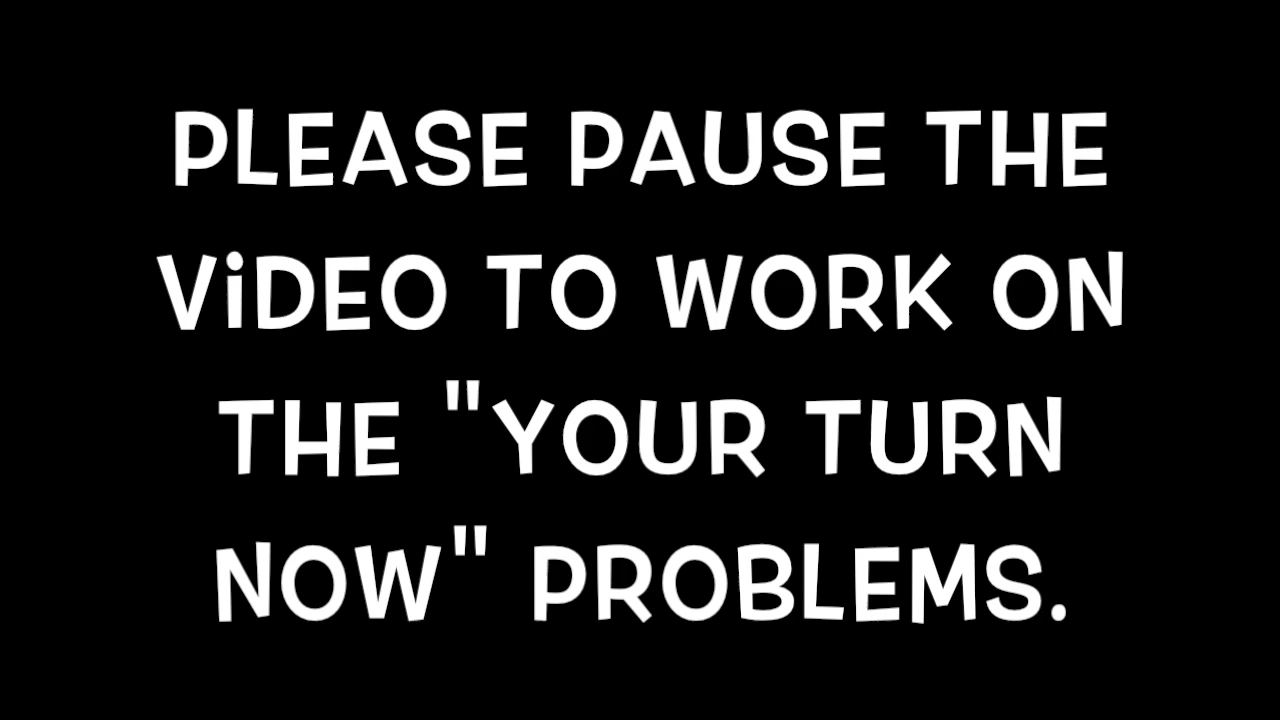 PLEASE PAUSE THE
ViDEO TO WORK ON
THE "YOUR TURN
NOW" PROBLEMS.